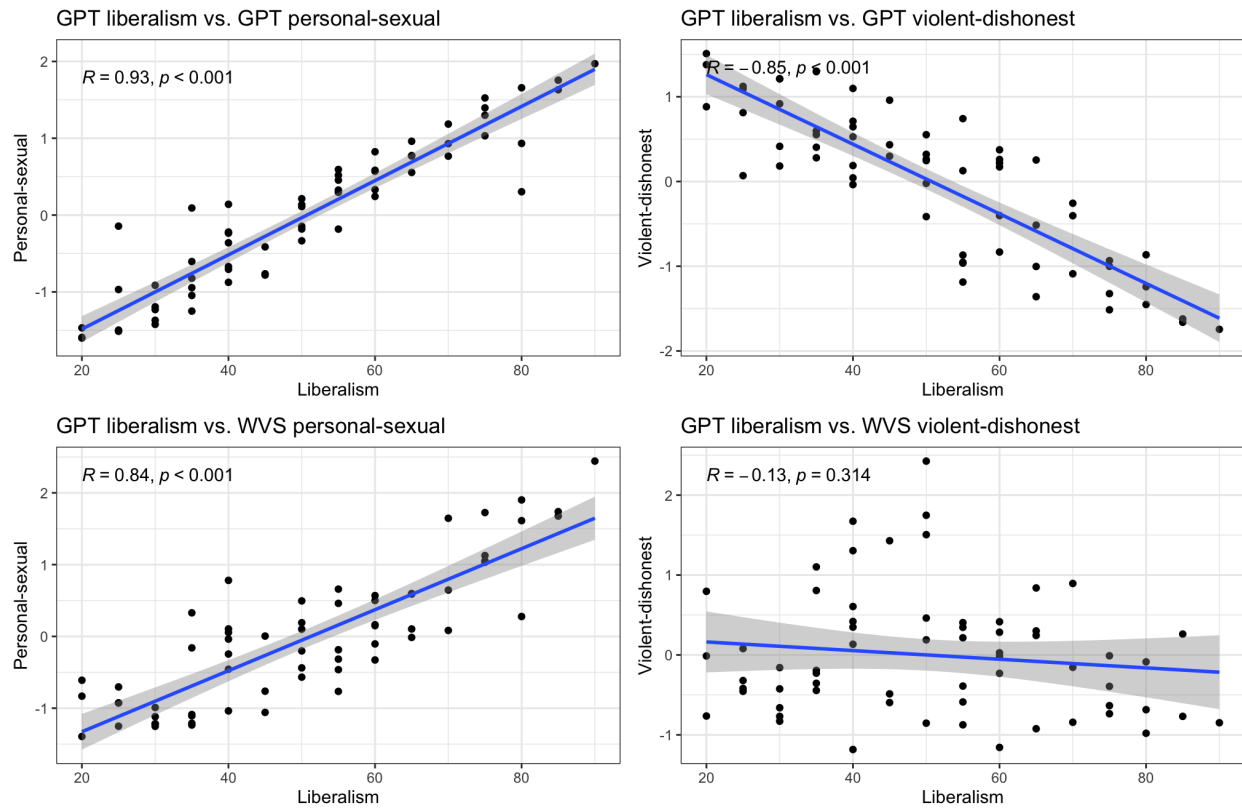 GPT liberalism vs. GPT personal-sexual
R = 0.93, p < 0.001
2
1
0
-1
Personal-sexual
20
40
60
80
Liberalism
GPT liberalism vs. GPT violent-dishonest
R = −0.85, p < 0.001
1
0
-1
-2
Violent-dishonest
20
40
60
80
Liberalism
GPT liberalism vs. WVS personal-sexual
R = 0.84, p < 0.001
2
1
0
-1
Personal-sexual
20
40
60
80
Liberalism
GPT liberalism vs. WVS violent-dishonest
R = −0.13, p = 0.314
2
1
0
-1
Violent-dishonest
20
40
60
80
Liberalism